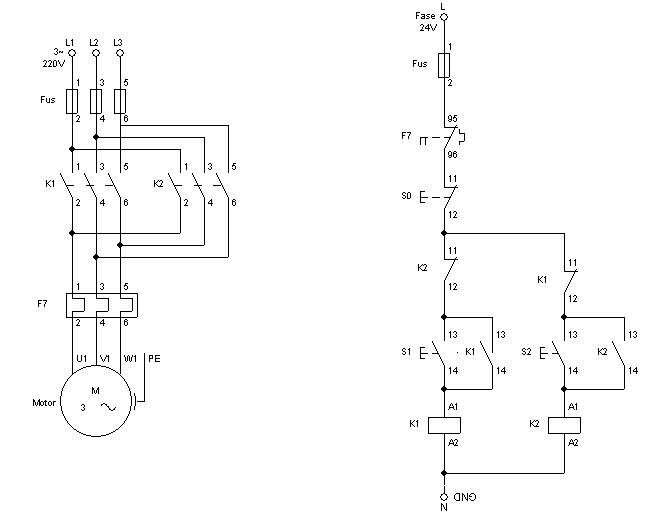 L1 L2 L3
3~
220V
Fus
1 3 5
2 4 6
K1
1 3 5
2 4 6
K2
1 3 5
2 4 6
F7
1 3 5
2 4 6
U1 V1 W1 PE
Motor
M
3
L
Fase
24V
Fus
1
2
F7
95
96
S0
11
12
K2
11
12
K1
11
12
S1
13
14
K1
13
14
S2
13
14
K2
13
14
K1
A1
A2
K2
A1
A2
N
GND